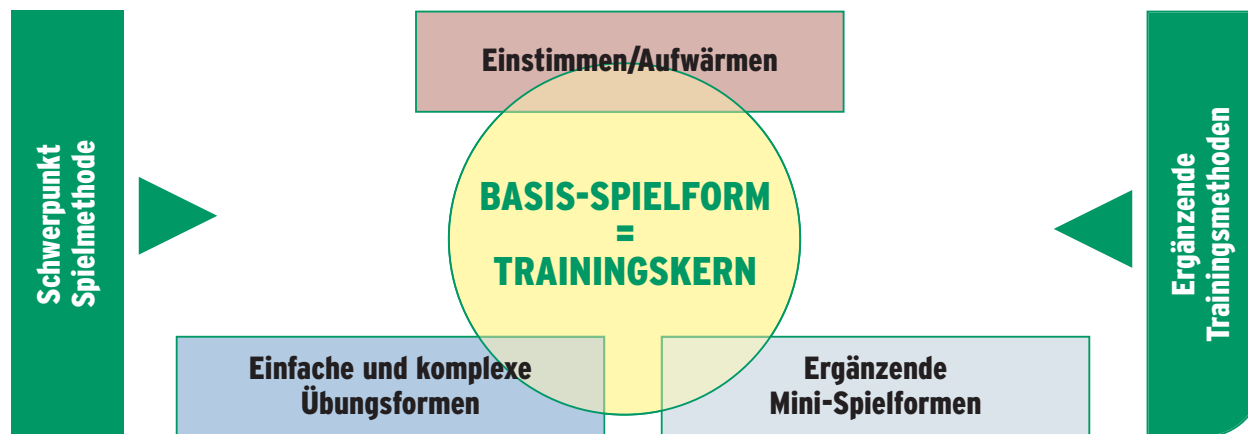 Einstimmen/Aufwärmen
Schwerpunkt
Spielmethode
BASIS-SPIELFORM
=
TRAININGSKERN
Ergänzende
Trainingsmethoden
Einfache und komplexe
Übungsformen
Ergänzende
Mini-Spielformen